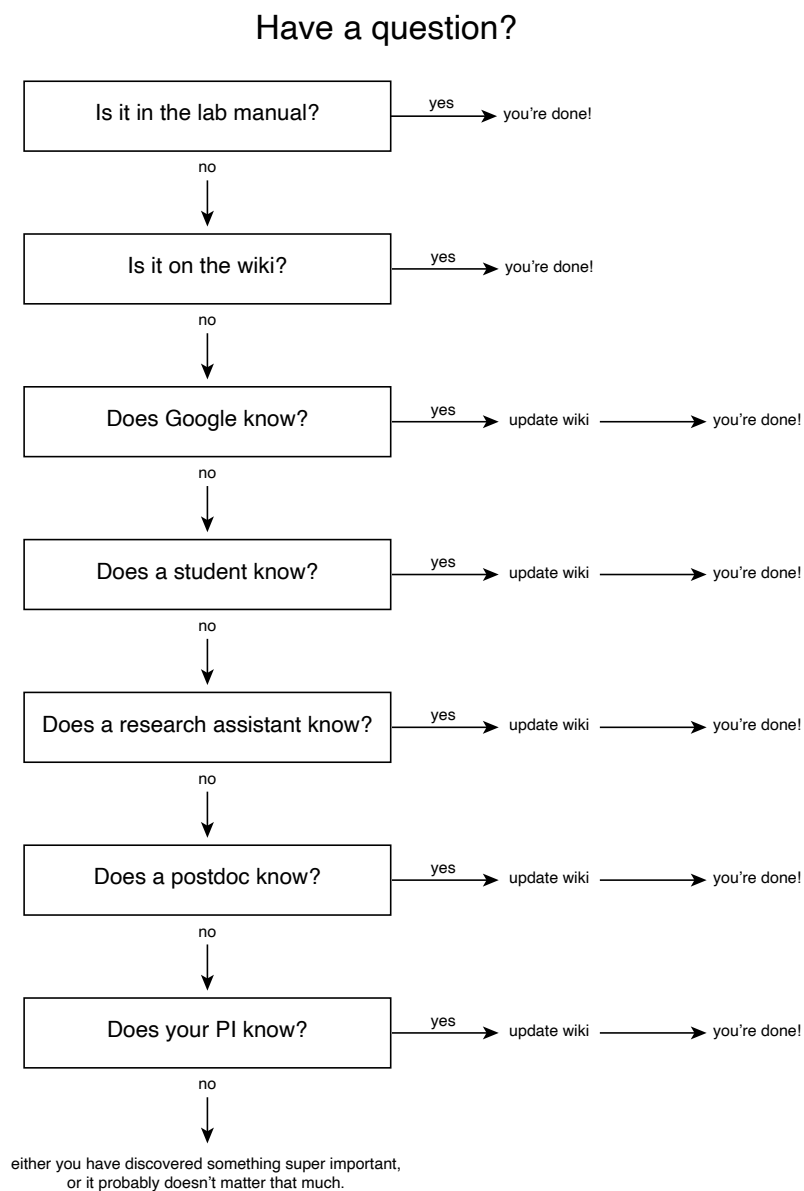 Have a question?
Is it in the lab manual?
yes
you're done!
no
Is it on the wiki?
yes
you're done!
no
Does Google know?
yes
update wiki
you're done!
no
Does a student know?
yes
update wiki
you're done!
no
Does a research assistant know?
yes
update wiki
you're done!
no
Does a postdoc know?
yes
update wiki
you're done!
no
Does your PI know?
yes
update wiki
you're done!
no
either you have discovered something super important,
or it probably doesn't matter that much.